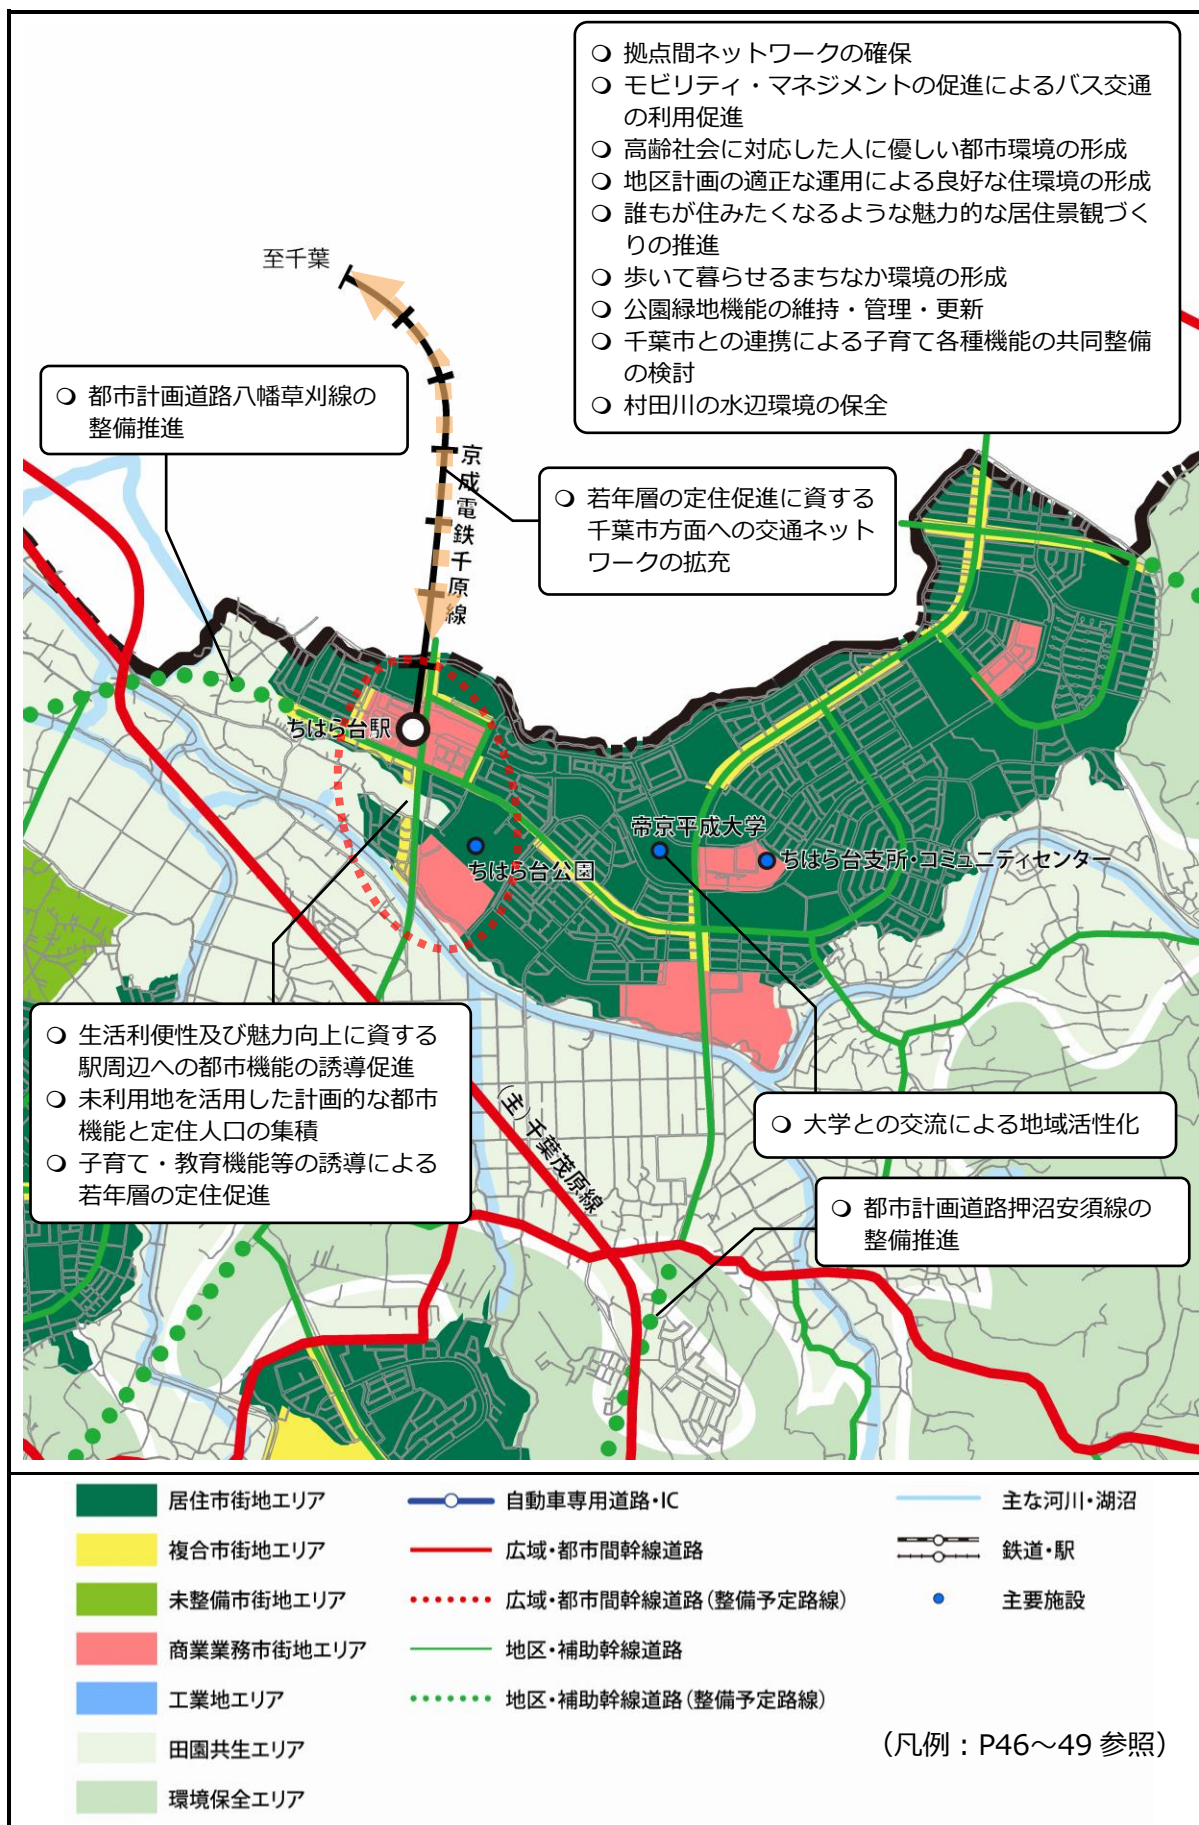 ○ 拠点間ネットワークの確保
○ モビリティ・マネジメントの促進によるバス交通
の利用促進
○ 高齢社会に対応した人に優しい都市環境の形成
○ 地区計画の適正な運用による良好な住環境の形成
○ 誰もが住みたくなるような魅力的な居住景観づく
りの推進
○ 歩いて暮らせるまちなか環境の形成
○ 公園緑地機能の維持・管理・更新
○ 千葉市との連携による子育て各種機能の共同整備
の検討
○ 村田川の水辺環境の保全
至千葉
○ 都市計画道路八幡草刈線の
整備推進
京成電鉄千原線
○ 若年層の定住促進に資する
千葉市方面への交通ネット
ワークの拡充
ちはら台駅
帝京平成大学
ちはら台公園
ちはら台支所・コミュニティセンター
○ 生活利便性及び魅力向上に資する
駅周辺への都市機能の誘導促進
○ 未利用地を活用した計画的な都市
機能と定住人口の集積
○ 子育て・教育機能等の誘導による
若年層の定住促進
(主)千葉茂原線
○ 大学との交流による地域活性化
○ 都市計画道路押沼安須線の
整備推進
居住市街地エリア
複合市街地エリア
未整備市街地エリア
商業業務市街地エリア
工業地エリア
田園共生エリア
環境保全エリア
自動車専用道路・IC
広域・都市間幹線道路
広域・都市間幹線道路(整備予定路線)
地区・補助幹線道路
地区・補助幹線道路(整備予定路線)
主な河川・湖沼
鉄道・駅
主要施設
（凡例：P46～49 参照）